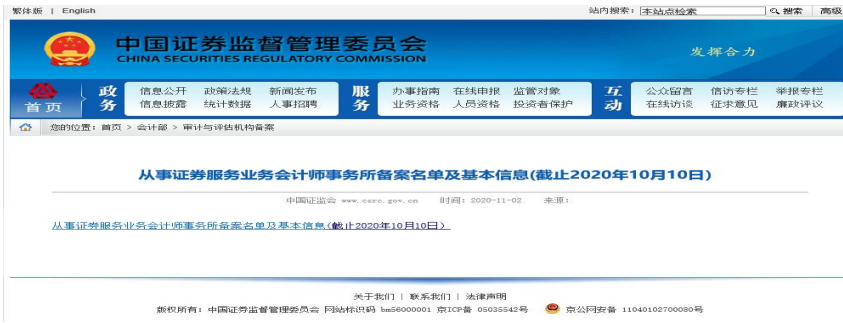 繁体版 | English 站内搜索: 本站点检索 搜索 高级
中国证券监督管理委员会
CHINA SECURITIES REGULATORY COMMISSION
发挥合力
首页 政务 信息公开 政策法规 新闻发布 服务 办事指南 在线申报 监管对象 互动 公众留言 信访专栏 举报专栏
信息披露 统计数据 人事招聘 业务资格 人员资格 投资者保护 在线访谈 征求意见 廉政评议
您的位置: 首页 > 会计部 > 审计与评估机构备案
从事证券服务业务会计师事务所备案名单及基本信息(截止2020年10月10日)
中国证监会 www.csrc.gov.cn 时间: 2020-11-02 来源:
从事证券服务业务会计师事务所备案名单及基本信息(截止2020年10月10日)
关于我们 | 联系我们 | 法律声明
版权所有: 中国证券监督管理委员会 网站标识码 bm56000001 京ICP备 05035542号 京公网安备 11040102700080号